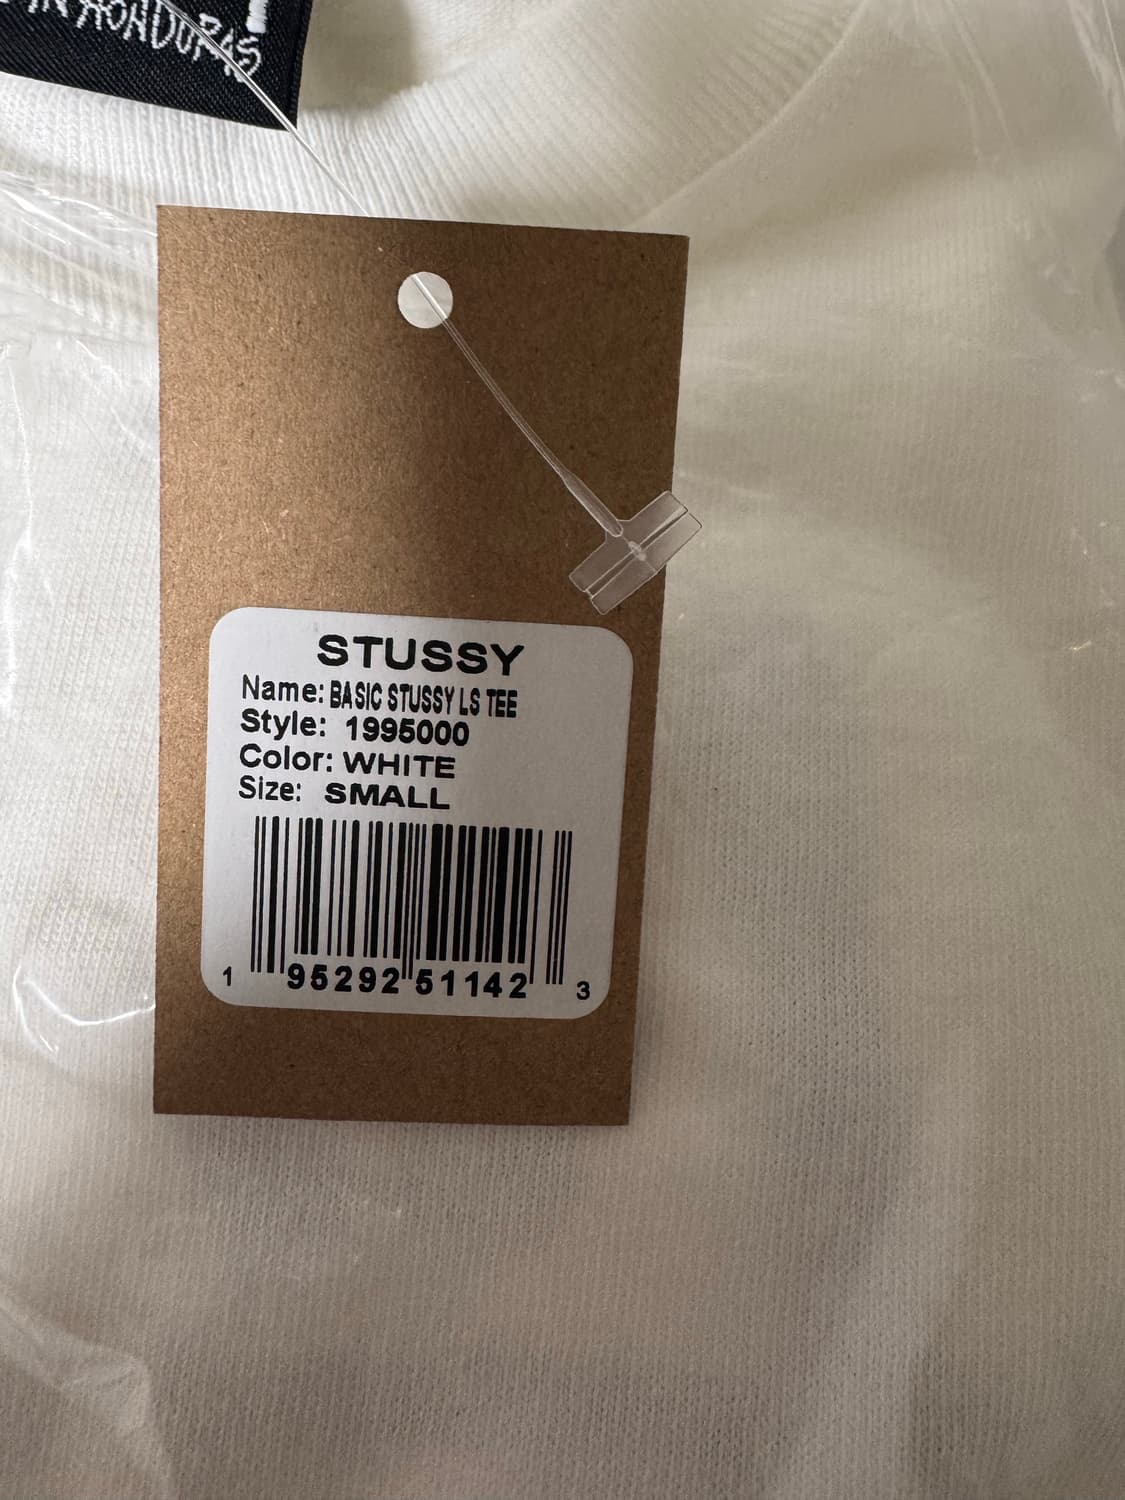 IN HONDURAS
STUSSY
Name: BASIC STUSSY LS TEE
Style: 1995000
Color: WHITE
Size: SMALL
1 95292 51142 3